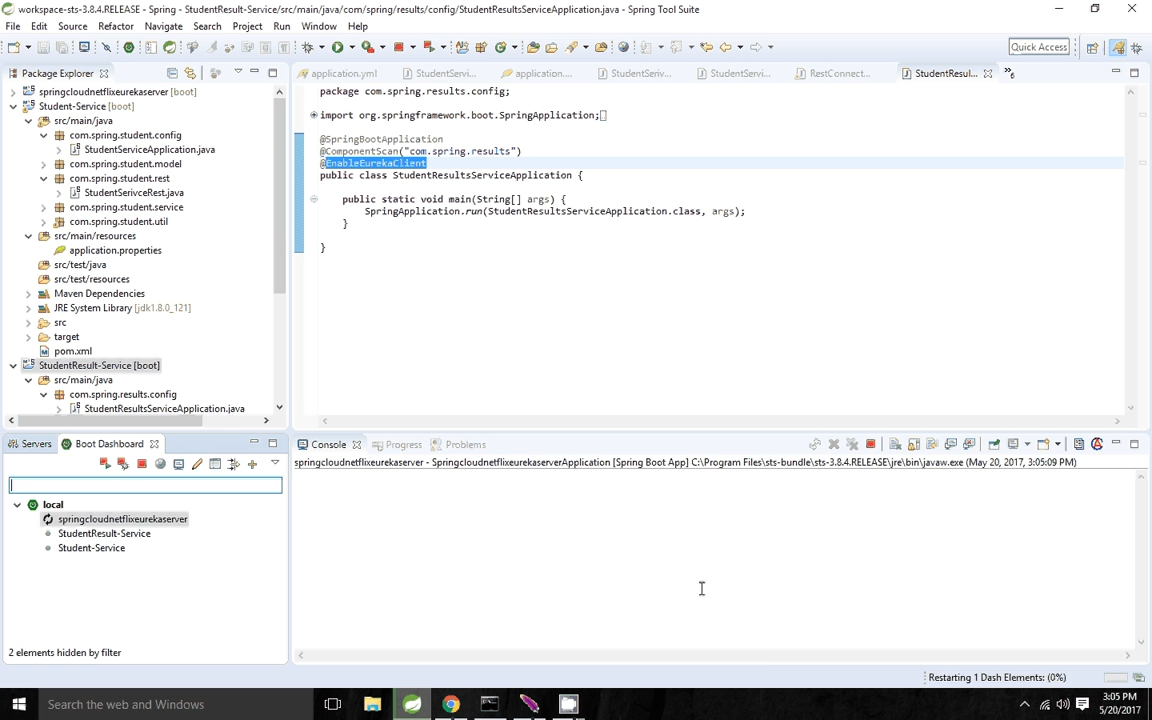 workspace-sts-3.8.4.RELEASE - Spring - StudentResult-Service/src/main/java/com/spring/results/config/StudentResultsServiceApplication.java - Spring Tool Suite
File Edit Source Refactor Navigate Search Project Run Window Help
Quick Access
Package Explorer
springcloudnetflixeurekaserver [boot]
Student-Service [boot]
src/main/java
com.spring.student.config
StudentServiceApplication.java
com.spring.student.model
com.spring.student.rest
StudentSerivceRest.java
com.spring.student.service
com.spring.student.util
src/main/resources
application.properties
src/test/java
src/test/resources
Maven Dependencies
JRE System Library [jdk1.8.0_121]
src
target
pom.xml
StudentResult-Service [boot]
src/main/java
com.spring.results.config
StudentResultsServiceApplication.java
application.yml StudentServi... application.... StudentSeriv... StudentServi... RestConnect... StudentResul... »6
package com.spring.results.config;
import org.springframework.boot.SpringApplication;
@SpringBootApplication
@ComponentScan("com.spring.results")
@EnableEurekaClient
public class StudentResultsServiceApplication {
public static void main(String[] args) {
SpringApplication.run(StudentResultsServiceApplication.class, args);
}
}
Servers Boot Dashboard
local
springcloudnetflixeurekaserver
StudentResult-Service
Student-Service
2 elements hidden by filter
Console Progress Problems
springcloudnetflixeurekaserver - SpringcloudnetflixeurekaserverApplication [Spring Boot App] C:\Program Files\sts-bundle\sts-3.8.4.RELEASE\jre\bin\javaw.exe (May 20, 2017, 3:05:09 PM)
Restarting 1 Dash Elements: (0%)
Search the web and Windows
3:05 PM
5/20/2017